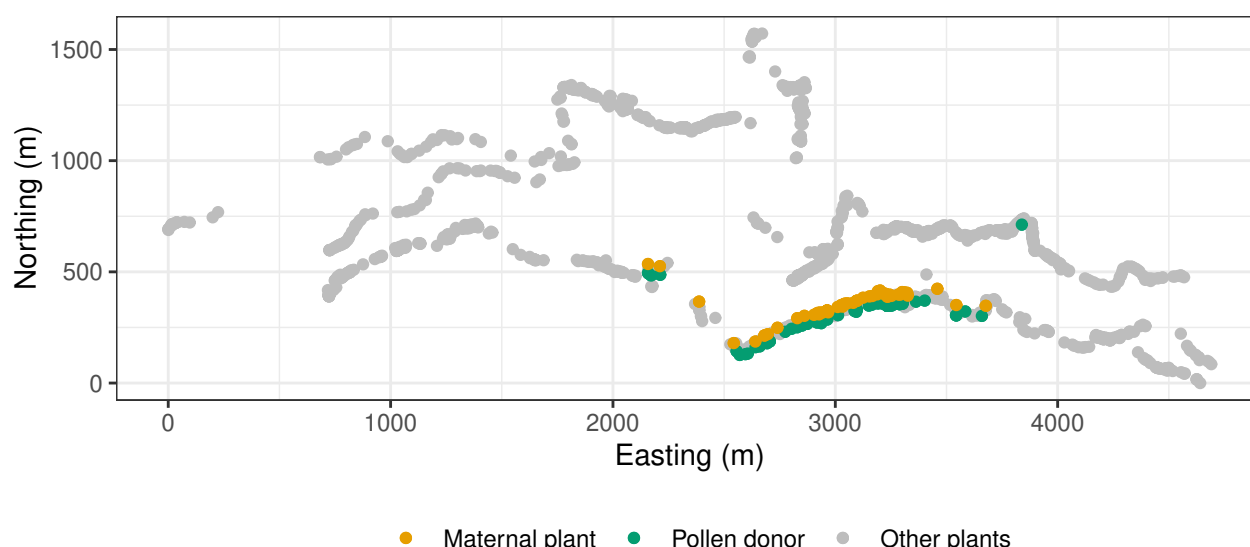 1500
1000
500
0
Northing (m)
0 1000 2000 3000 4000
Easting (m)
Maternal plant Pollen donor Other plants